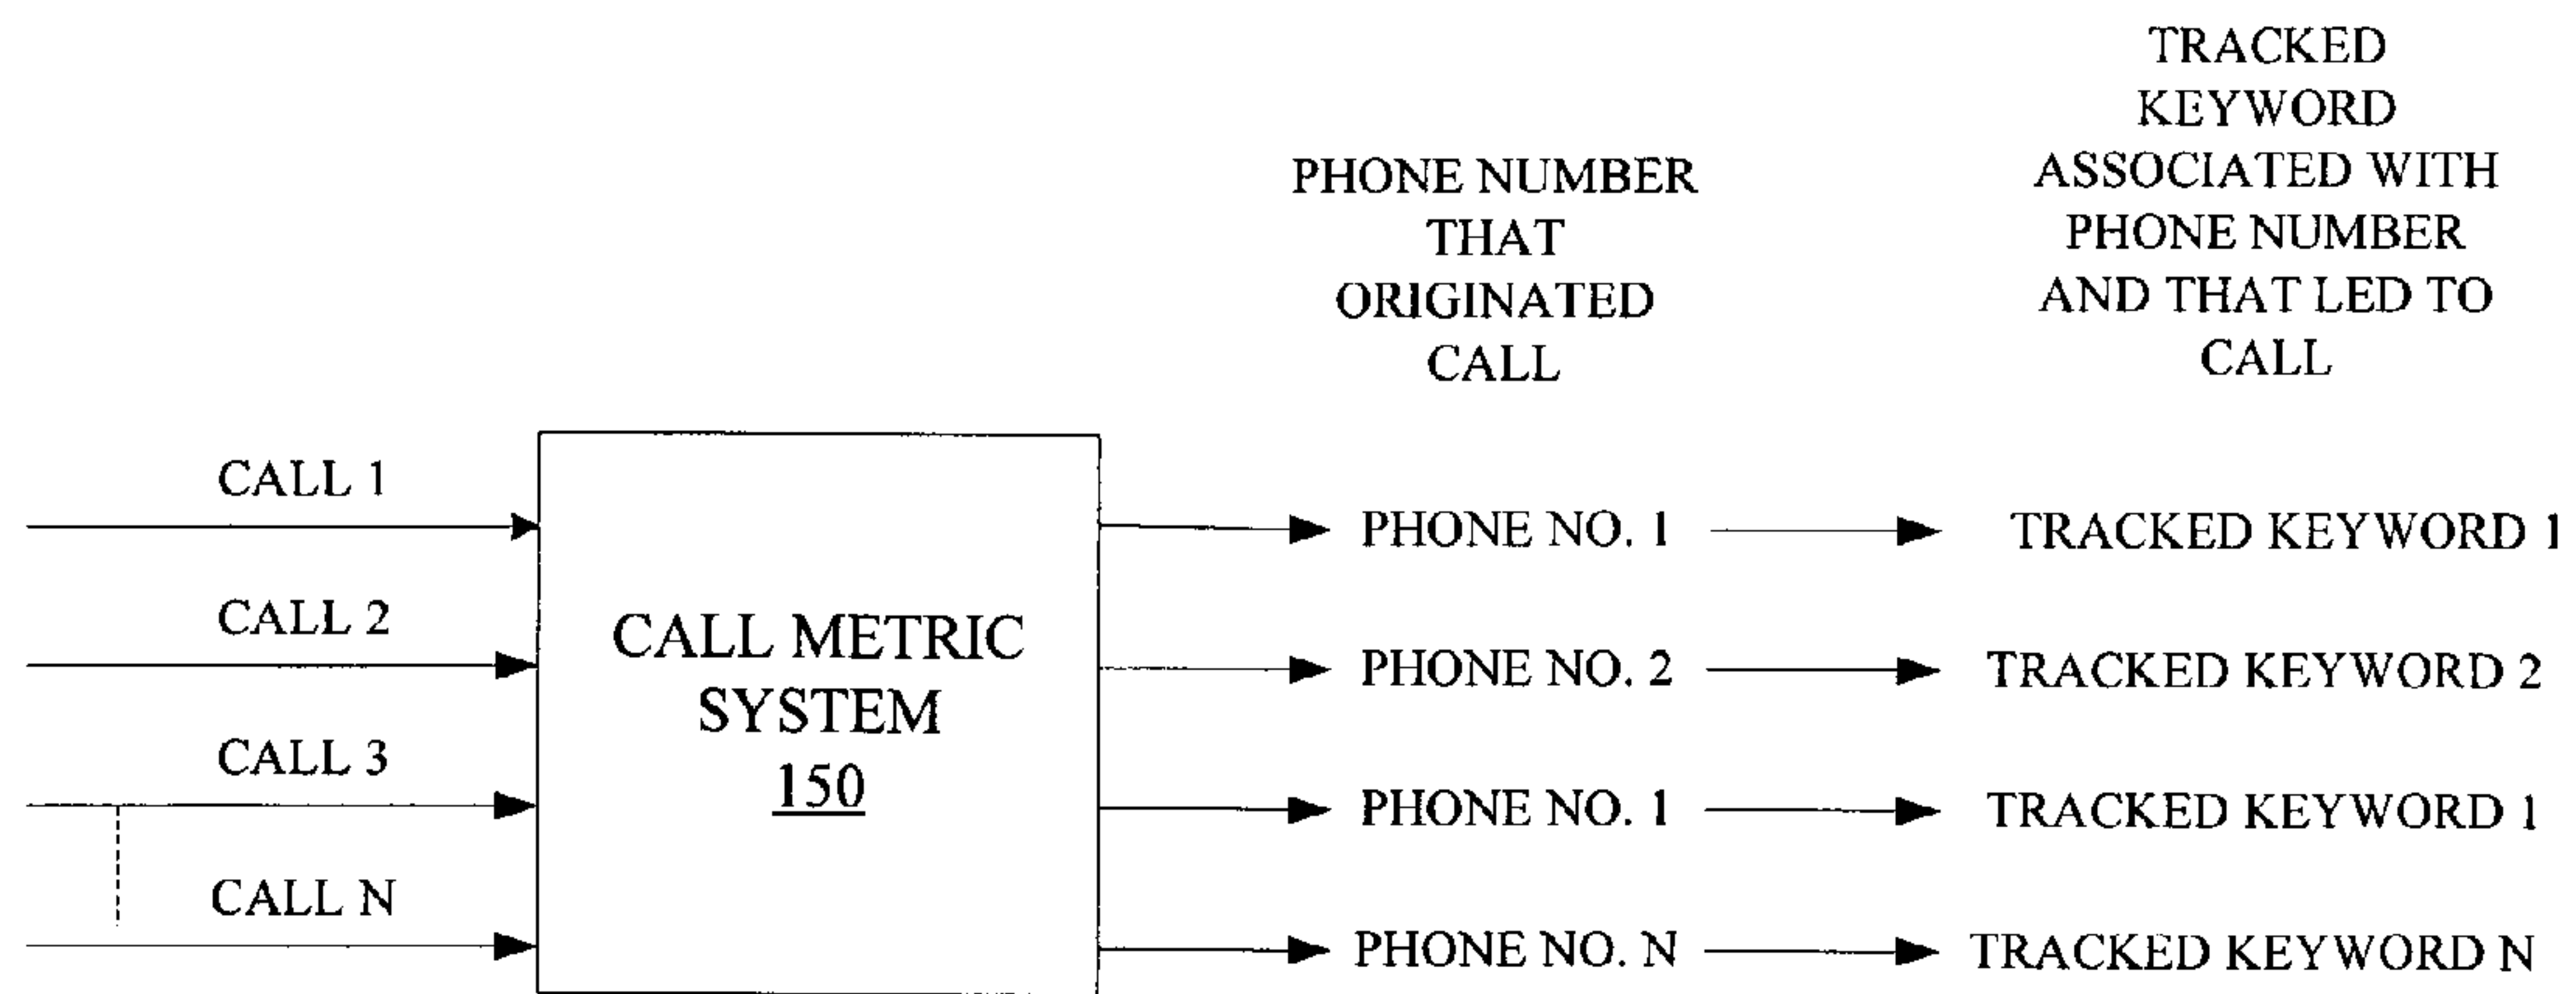 PHONE NUMBER
THAT
ORIGINATED
CALL
TRACKED
KEYWORD
ASSOCIATED WITH
PHONE NUMBER
AND THAT LED TO
CALL
CALL 1
CALL 2
CALL 3
CALL N
CALL METRIC
SYSTEM
150
PHONE NO. 1
TRACKED KEYWORD 1
PHONE NO. 2
TRACKED KEYWORD 2
PHONE NO. 1
TRACKED KEYWORD 1
PHONE NO. N
TRACKED KEYWORD N